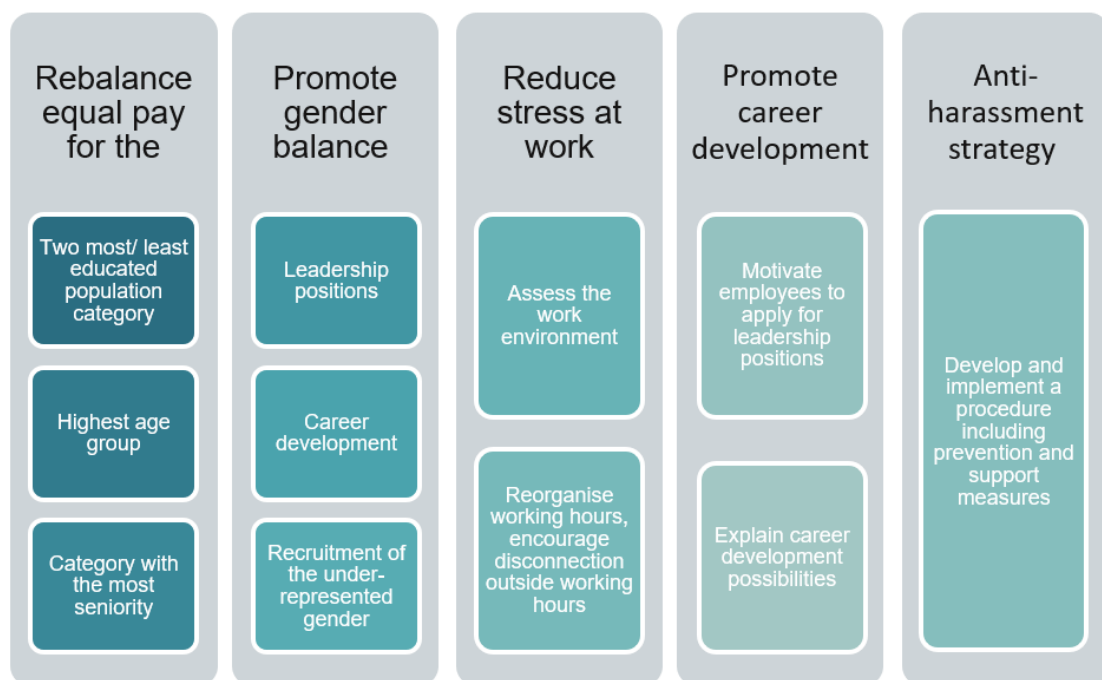 Rebalance
equal pay
for the
Two most/ least
educated
population
category
Highest age
group
Category with
the most
seniority
Promote
gender
balance
Leadership
positions
Career
development
Recruitment of
the under-
represented
gender
Reduce
stress at
work
Assess the
work
environment
Reorganise
working hours,
encourage
disconnection
outside working
hours
Promote
career
development
Motivate
employees to
apply for
leadership
positions
Explain career
development
possibilities
Anti-
harassment
strategy
Develop and
implement a
procedure
including
prevention and
support
measures